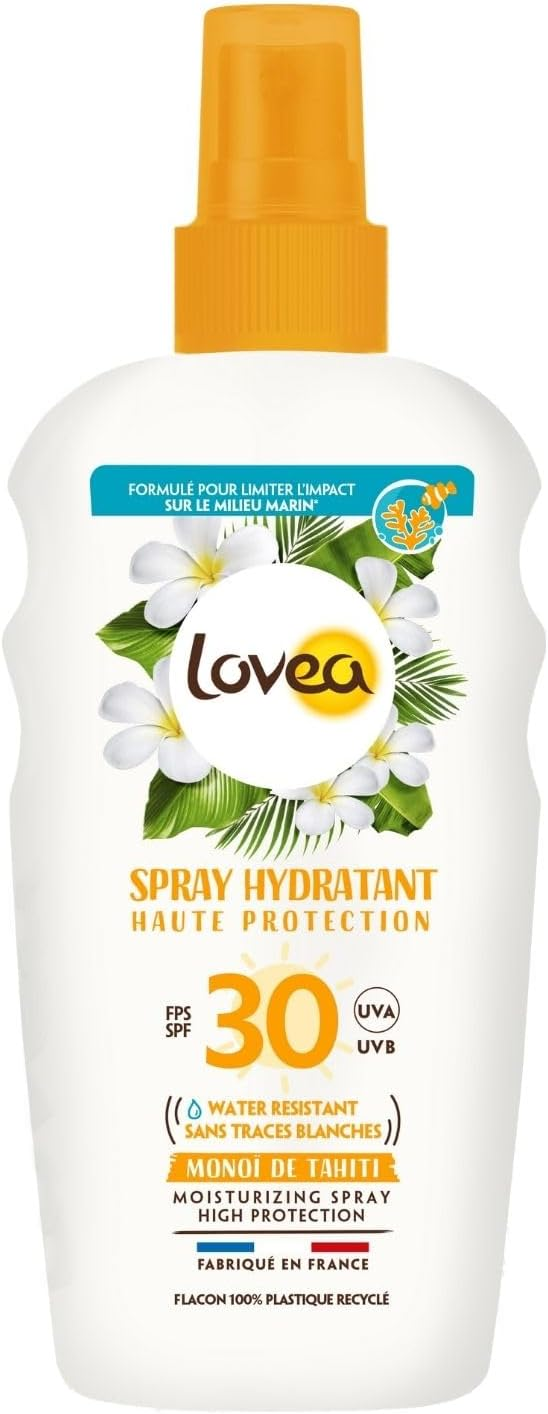 FORMULÉ POUR LIMITER L'IMPACT
SUR LE MILIEU MARIN*
Lovea
SPRAY HYDRATANT
HAUTE PROTECTION
FPS
SPF
30
UVA
UVB
WATER RESISTANT
SANS TRACES BLANCHES
MONOÏ DE TAHITI
MOISTURIZING SPRAY
HIGH PROTECTION
FABRIQUÉ EN FRANCE
FLACON 100% PLASTIQUE RECYCLÉ